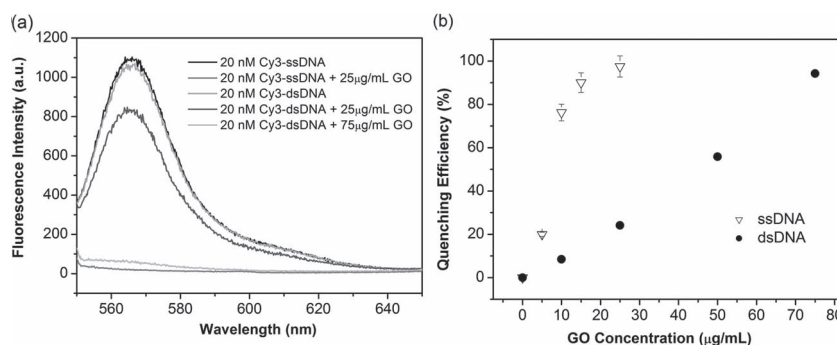 (a)
1200
1000
800
600
400
200
0
Fluorescence Intensity (a.u.)
20 nM Cy3-ssDNA
20 nM Cy3-ssDNA + 25µg/mL GO
20 nM Cy3-dsDNA
20 nM Cy3-dsDNA + 25µg/mL GO
20 nM Cy3-dsDNA + 75µg/mL GO
560 580 600 620 640
Wavelength (nm)
(b)
100
80
60
40
20
0
Quenching Efficiency (%)
ssDNA
dsDNA
0 10 20 30 40 50 60 70 80
GO Concentration (µg/mL)